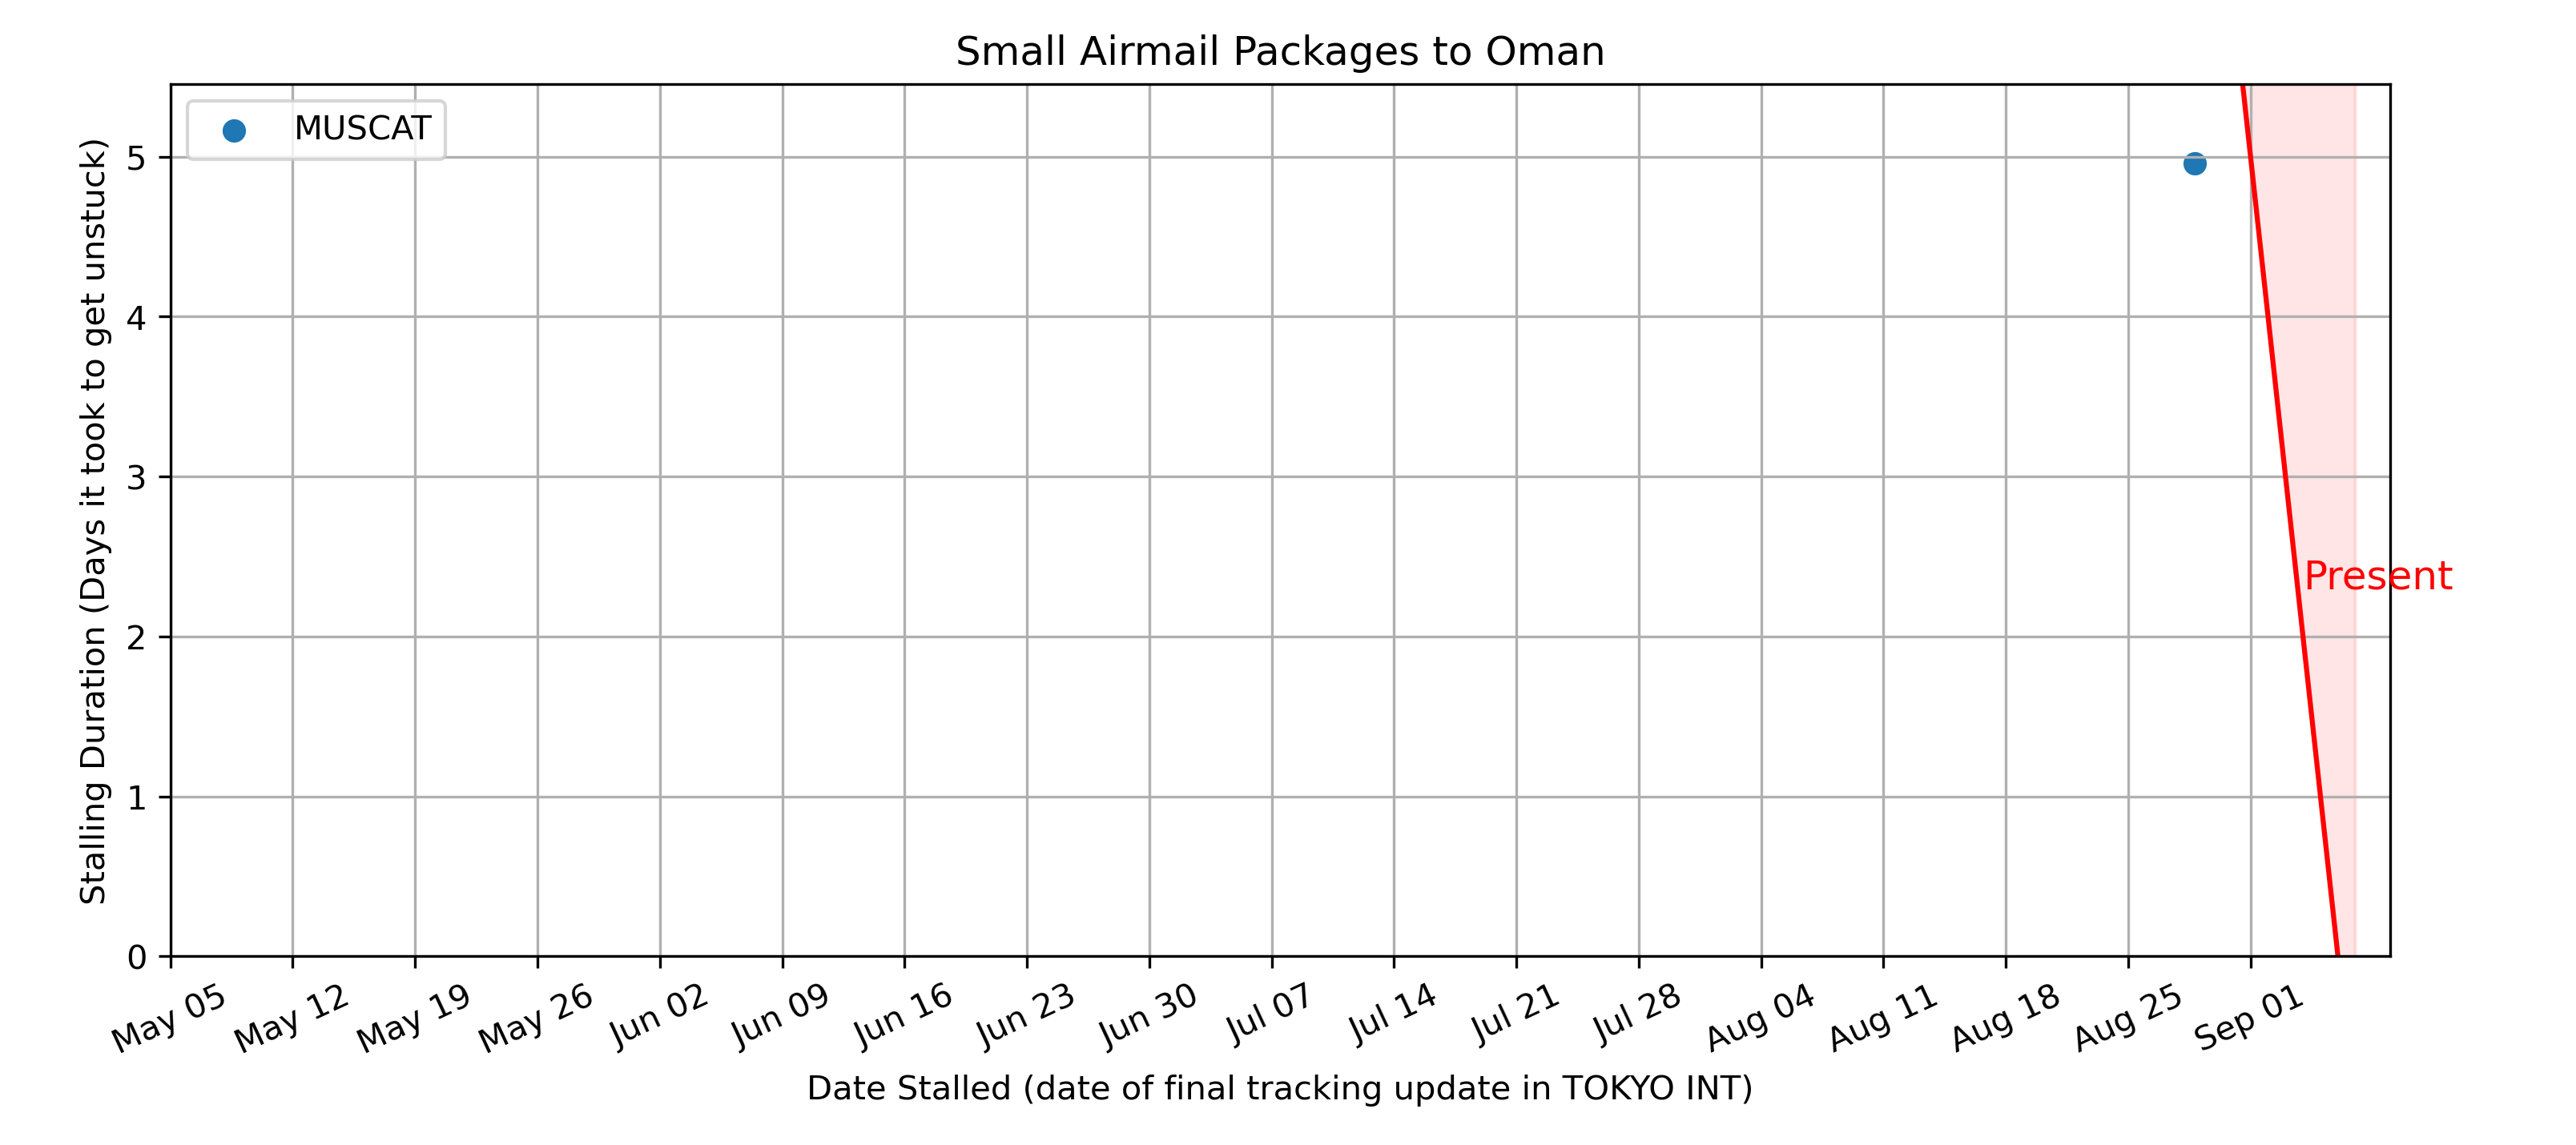 Small Airmail Packages to Oman
MUSCAT
Stalling Duration (Days it took to get unstuck)
5
4
3
2
1
0
Present
May 05 May 12 May 19 May 26 Jun 02 Jun 09 Jun 16 Jun 23 Jun 30 Jul 07 Jul 14 Jul 21 Jul 28 Aug 04 Aug 11 Aug 18 Aug 25 Sep 01
Date Stalled (date of final tracking update in TOKYO INT)